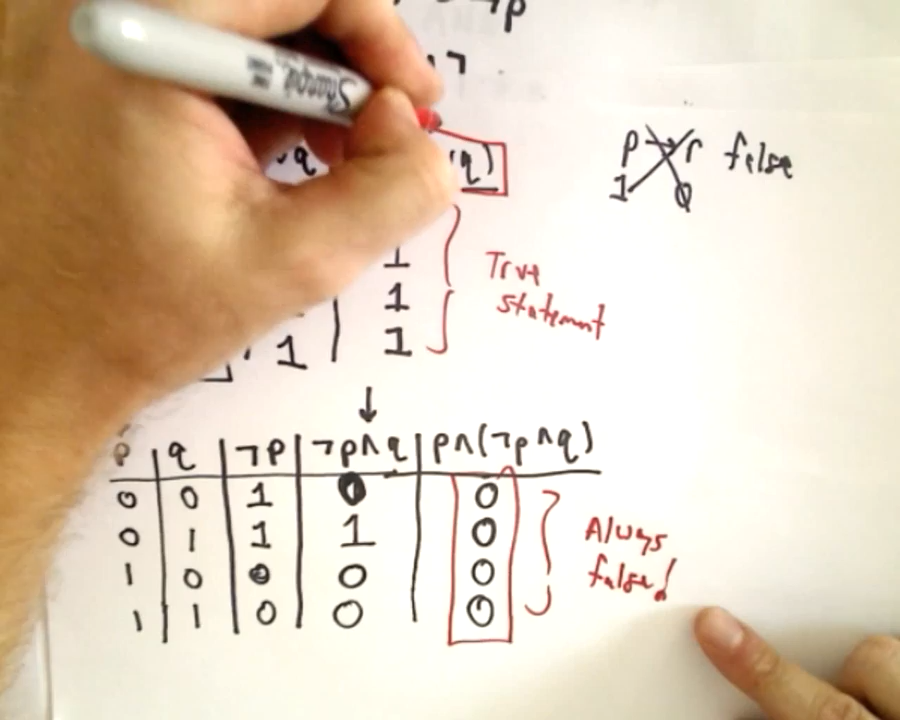 ¬p
¬
q)
p → r false
1 0
1
1
1 1
True
statement
↓
p q ¬p ¬p∧q p∧(¬p∧q)
0 0 1 0 0
0 1 1 1 0
1 0 0 0 0
1 1 0 0 0
Always
false!
Sharpie